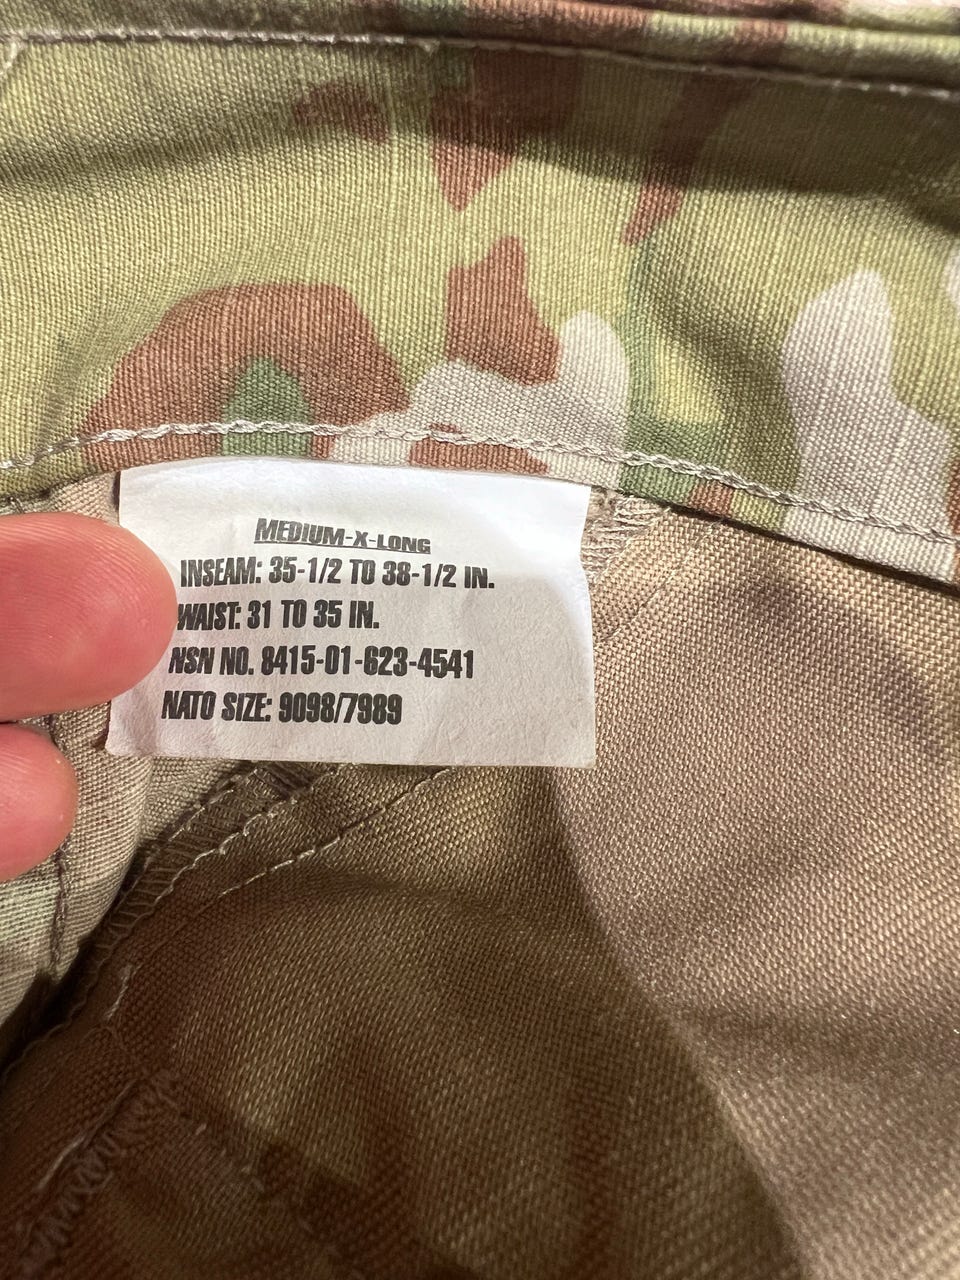 MEDIUM-X-LONG
INSEAM: 35-1/2 TO 38-1/2 IN.
WAIST: 31 TO 35 IN.
NSN NO. 8415-01-623-4541
NATO SIZE: 9098/7989